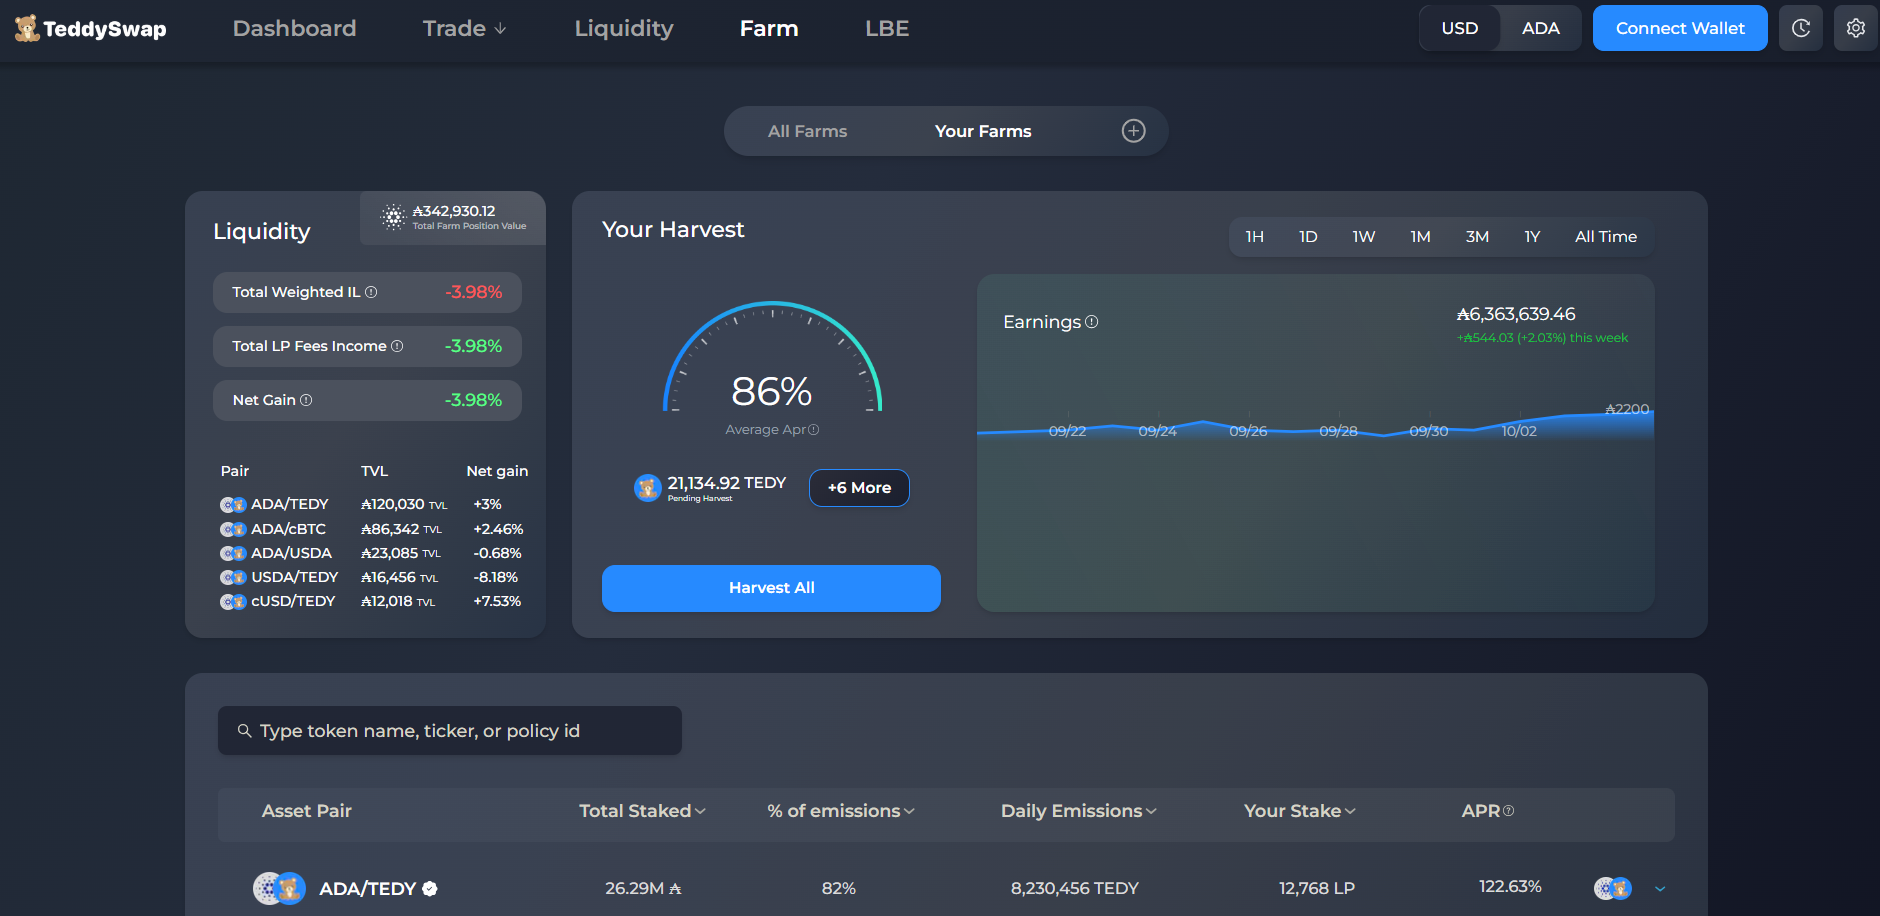 TeddySwap Dashboard Trade Liquidity Farm LBE USD ADA Connect Wallet
All Farms Your Farms
Liquidity
₳342,930.12
Total Farm Position Value
Total Weighted IL -3.98%
Total LP Fees Income -3.98%
Net Gain -3.98%
Pair TVL Net gain
ADA/TEDY ₳120,030 TVL +3%
ADA/cBTC ₳86,342 TVL +2.46%
ADA/USDA ₳23,085 TVL -0.68%
USDA/TEDY ₳16,456 TVL -8.18%
cUSD/TEDY ₳12,018 TVL +7.53%
Your Harvest
1H 1D 1W 1M 3M 1Y All Time
86%
Average Apr
21,134.92 TEDY
Pending Harvest
+6 More
Harvest All
Earnings
₳6,363,639.46
+₳544.03 (+2.03%) this week
₳2200
09/22 09/24 09/26 09/28 09/30 10/02
Type token name, ticker, or policy id
Asset Pair Total Staked % of emissions Daily Emissions Your Stake APR
ADA/TEDY 26.29M ₳ 82% 8,230,456 TEDY 12,768 LP 122.63%